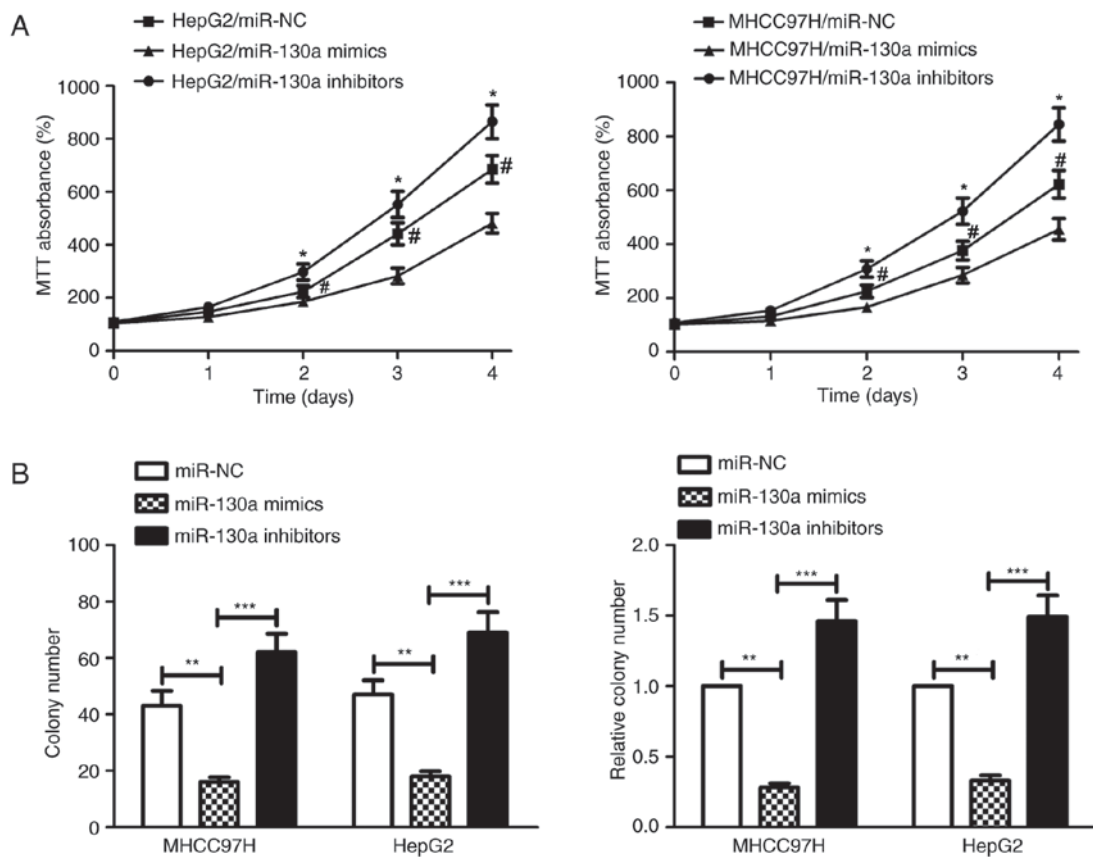 A
HepG2/miR-NC
HepG2/miR-130a mimics
HepG2/miR-130a inhibitors
1000
800
600
400
200
0
MTT absorbance (%)
* * *
# # #
0 1 2 3 4
Time (days)
MHCC97H/miR-NC
MHCC97H/miR-130a mimics
MHCC97H/miR-130a inhibitors
1000
800
600
400
200
0
MTT absorbance (%)
* * *
# # #
0 1 2 3 4
Time (days)
B
miR-NC
miR-130a mimics
miR-130a inhibitors
100
80
60
40
20
0
Colony number
** *** ** ***
MHCC97H HepG2
miR-NC
miR-130a mimics
miR-130a inhibitors
2.0
1.5
1.0
0.5
0.0
Relative colony number
** *** ** ***
MHCC97H HepG2